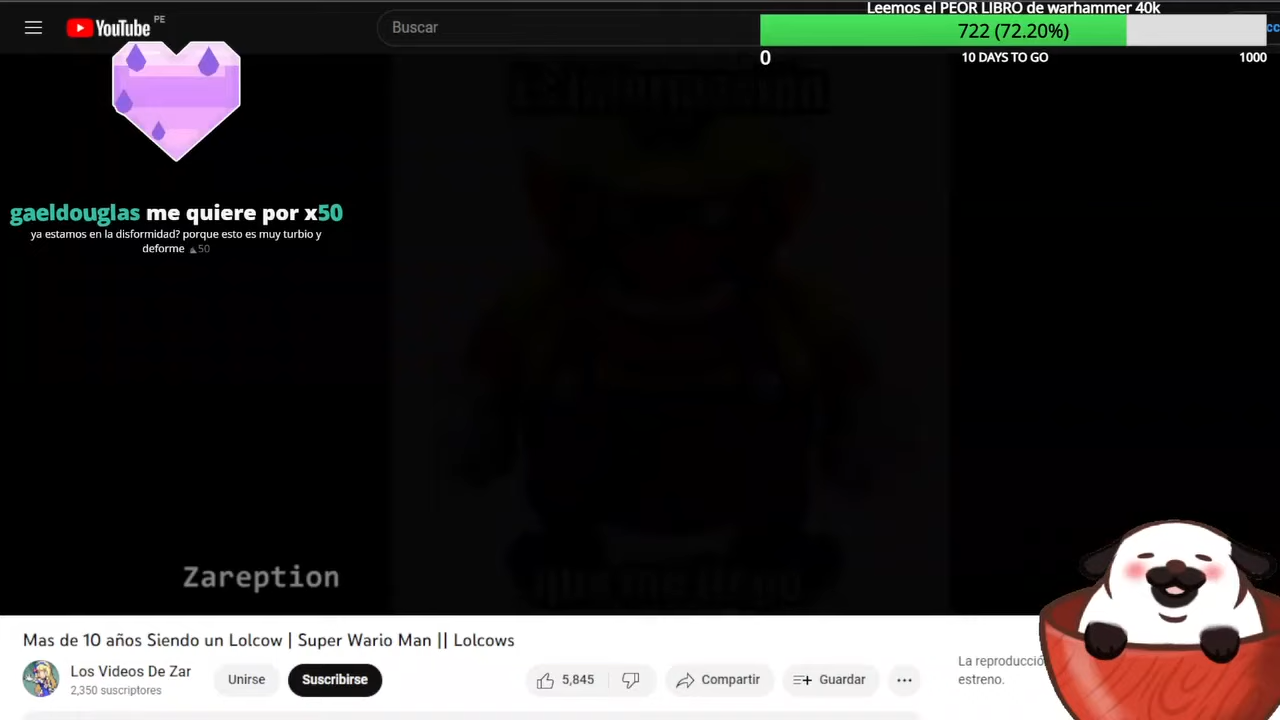 Leemos el PEOR LIBRO de warhammer 40k
YouTube PE
Buscar
722 (72.20%)
0
10 DAYS TO GO
1000
gaeldouglas me quiere por x50
ya estamos en la disformidad? porque esto es muy turbio y
deforme 50
Zareption
Mas de 10 años Siendo un Lolcow | Super Wario Man || Lolcows
Los Videos De Zar
2,350 suscriptores
Unirse
Suscribirse
5,845
Compartir
Guardar
La reproducció
estreno.